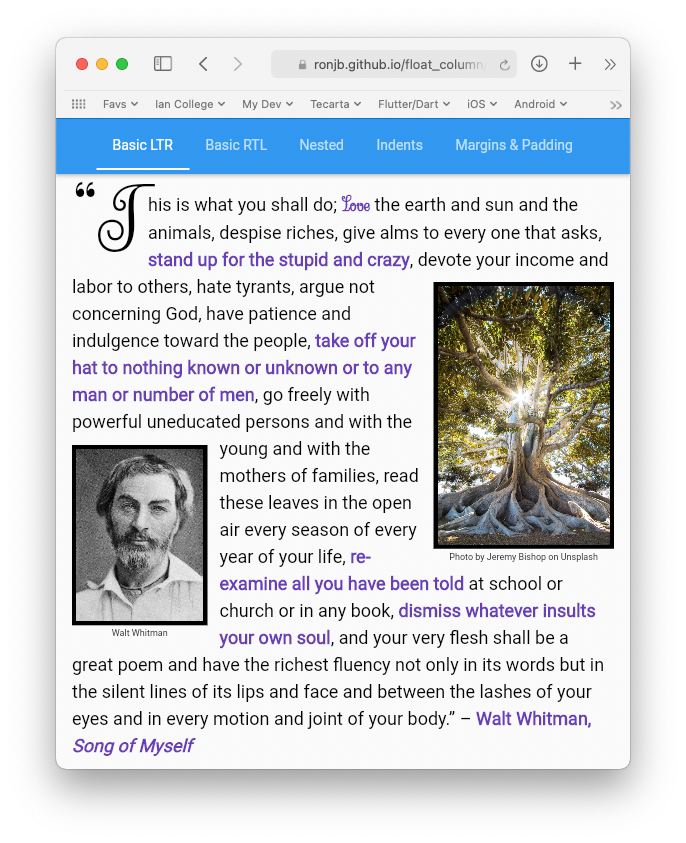 ronjb.github.io/float_column
Favs Ian College My Dev Tecarta Flutter/Dart iOS Android
Basic LTR Basic RTL Nested Indents Margins & Padding
“ This is what you shall do; Love the earth and sun and the
animals, despise riches, give alms to every one that asks,
stand up for the stupid and crazy, devote your income and
labor to others, hate tyrants, argue not
concerning God, have patience and
indulgence toward the people, take off your
hat to nothing known or unknown or to any
man or number of men, go freely with
powerful uneducated persons and with the
young and with the
mothers of families, read
these leaves in the open
air every season of every
year of your life, re-
Photo by Jeremy Bishop on Unsplash
examine all you have been told at school or
church or in any book, dismiss whatever insults
your own soul, and your very flesh shall be a
Walt Whitman
great poem and have the richest fluency not only in its words but in
the silent lines of its lips and face and between the lashes of your
eyes and in every motion and joint of your body.” – Walt Whitman,
Song of Myself